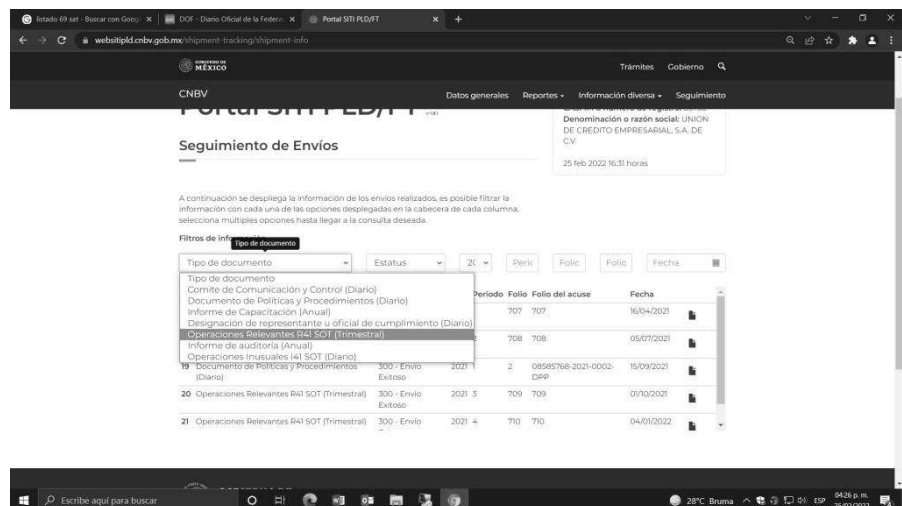 listado 69 sat - Buscar con Goog
DOF - Diario Oficial de la Federa
Portal SITI PLD/FT
websitipld.cnbv.gob.mx/shipment-tracking/shipment-info
GOBIERNO DE
MÉXICO
Trámites Gobierno
CNBV
Datos generales Reportes Información diversa Seguimiento
Portal SITI PLD/FT
Denominación o razón social: UNION
DE CREDITO EMPRESARIAL, S.A. DE
C.V.
25 feb 2022 16:31 horas
Seguimiento de Envíos
A continuación se despliega la información de los envíos realizados, es posible filtrar la
información con cada una de las opciones desplegadas en la cabecera de cada columna,
selecciona múltiples opciones hasta llegar a la consulta deseada.
Filtros de
Tipo de documento
Tipo de documento Estatus Folio Folio Fecha
Tipo de documento
Comite de Comunicación y Control (Diario)
Documento de Políticas y Procedimientos (Diario)
Informe de Capacitación (Anual)
Designación de representante u oficial de cumplimiento (Diario)
Operaciones Relevantes R41 SOT (Trimestral)
Informe de auditoría (Anual)
Operaciones Inusuales I41 SOT (Diario)
Periodo Folio Folio del acuse Fecha
707 707 16/04/2021
2 708 708 05/07/2021
19 Documento de Políticas y Procedimientos (Diario) 300 - Envío Exitoso 2021 1 2 08585768-2021-0002-DPP 15/09/2021
20 Operaciones Relevantes R41 SOT (Trimestral) 300 - Envío Exitoso 2021 3 709 709 01/10/2021
21 Operaciones Relevantes R41 SOT (Trimestral) 300 - Envío 2021 4 710 710 04/01/2022
Escribe aquí para buscar
28°C Bruma ESP 04:26 p. m.
25/02/2022